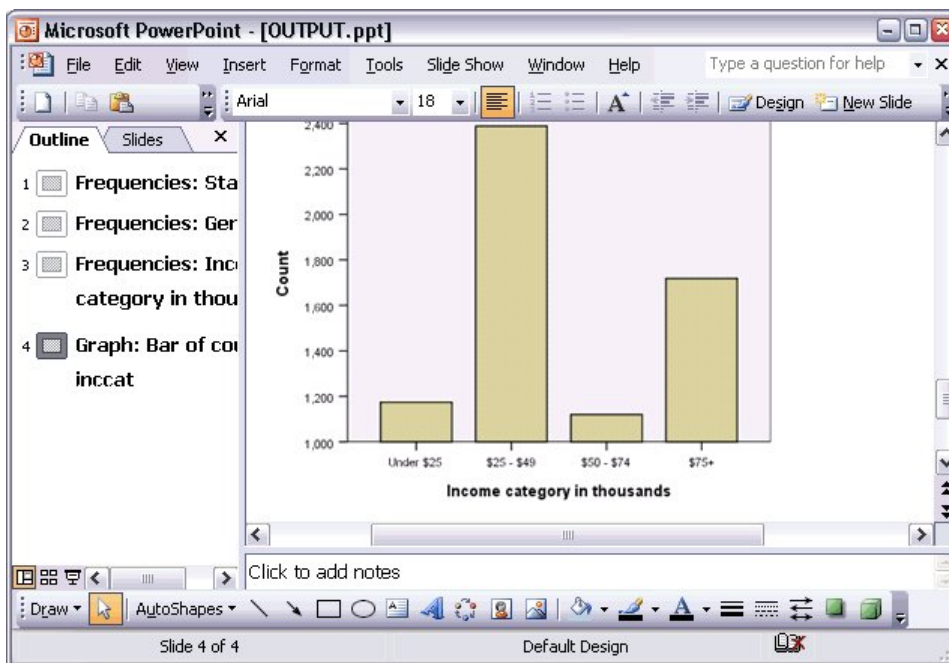 Microsoft PowerPoint - [OUTPUT.ppt]
File Edit View Insert Format Tools Slide Show Window Help Type a question for help
Arial 18 A Design New Slide
Outline Slides
1 Frequencies: Sta
2 Frequencies: Ger
3 Frequencies: Inc
category in thou
4 Graph: Bar of cou
inccat
2,400
2,200
2,000
1,800
1,600
1,400
1,200
1,000
Count
Under $25 $25 - $49 $50 - $74 $75+
Income category in thousands
Click to add notes
Draw AutoShapes A A
Slide 4 of 4 Default Design